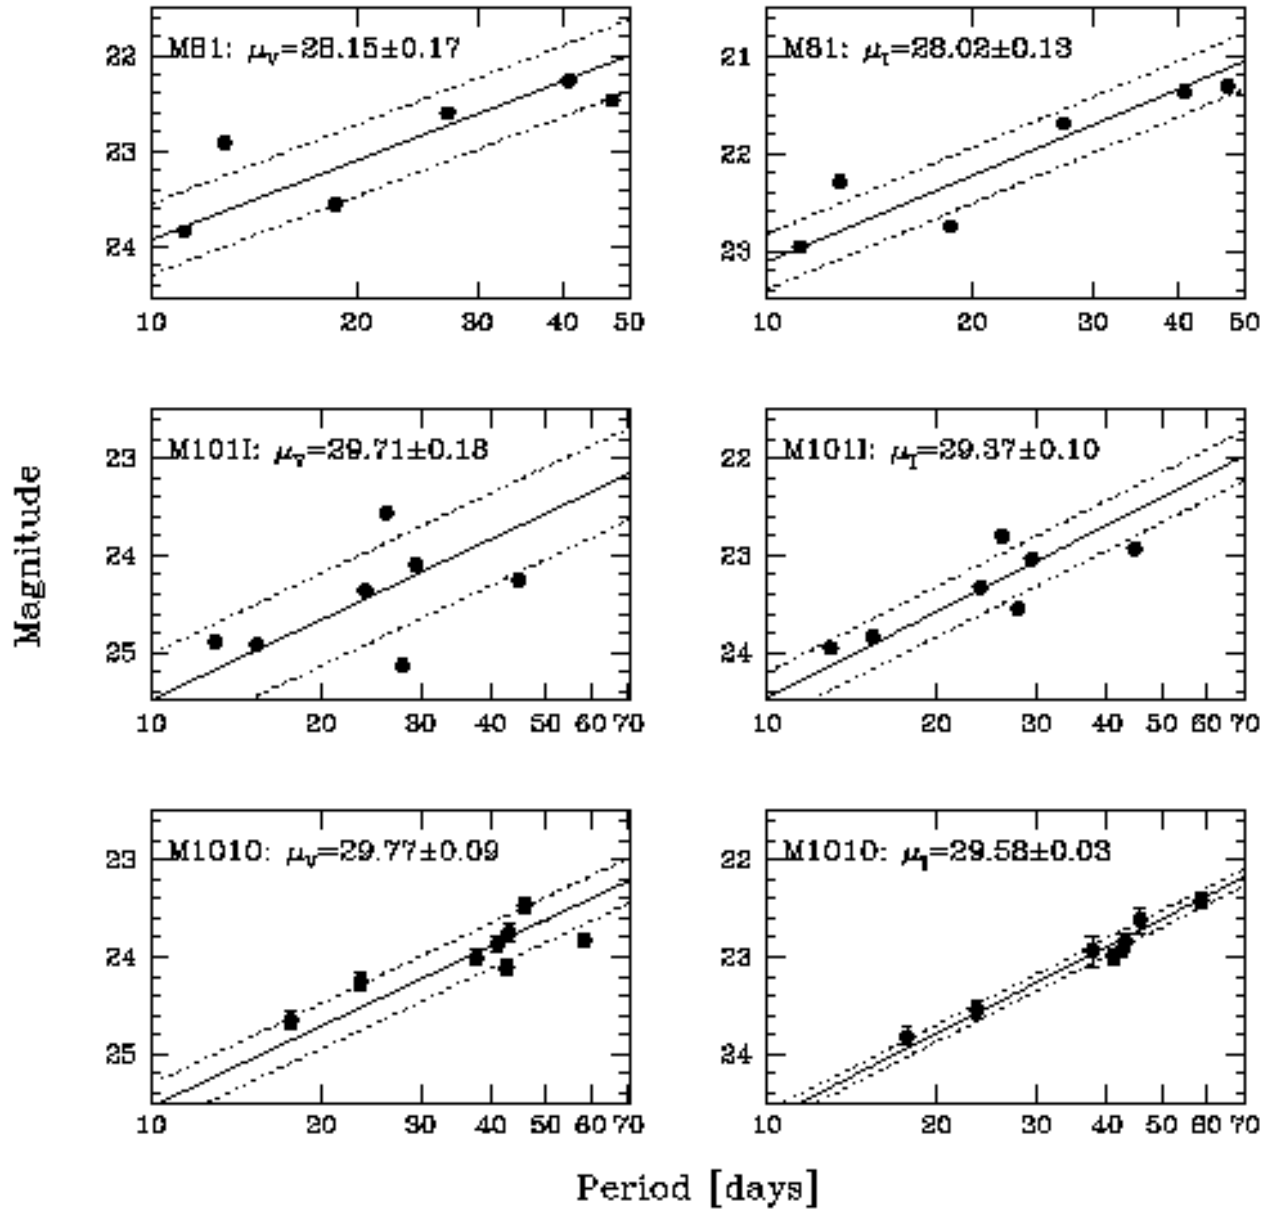 M81: μV=28.15±0.17
22
23
24
10 20 30 40 50
M81: μI=28.02±0.13
21
22
23
10 20 30 40 50
Magnitude
M101I: μV=29.71±0.18
23
24
25
10 20 30 40 50 60 70
M101I: μI=29.37±0.10
22
23
24
10 20 30 40 50 60 70
M101O: μV=29.77±0.09
23
24
25
10 20 30 40 50 60 70
M101O: μI=29.58±0.03
22
23
24
10 20 30 40 50 60 70
Period [days]